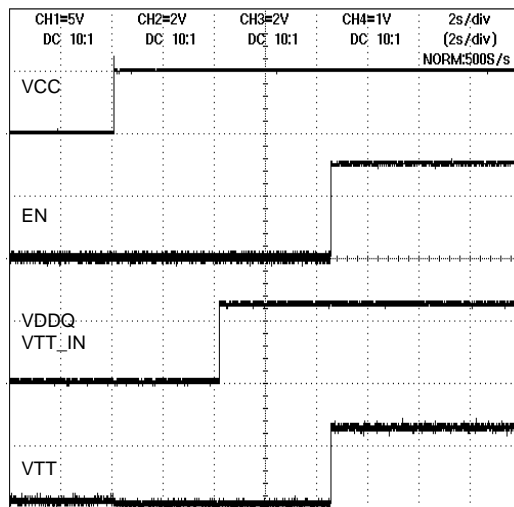 CH1=5V CH2=2V CH3=2V CH4=1V 2s/div
DC 10:1 DC 10:1 DC 10:1 DC 10:1 (2s/div)
NORM:500S/s
VCC
EN
VDDQ
VTT_IN
VTT